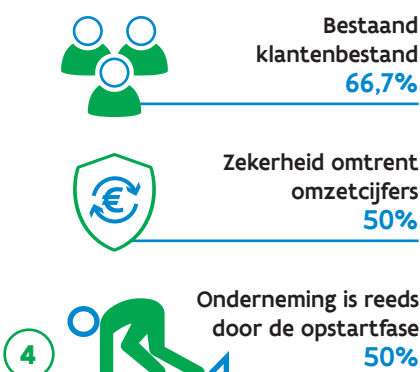 Bestaand
klantenbestand
66,7%
Zekerheid omtrent
omzetcijfers
50%
€
Onderneming is reeds
door de opstartfase
50%
4